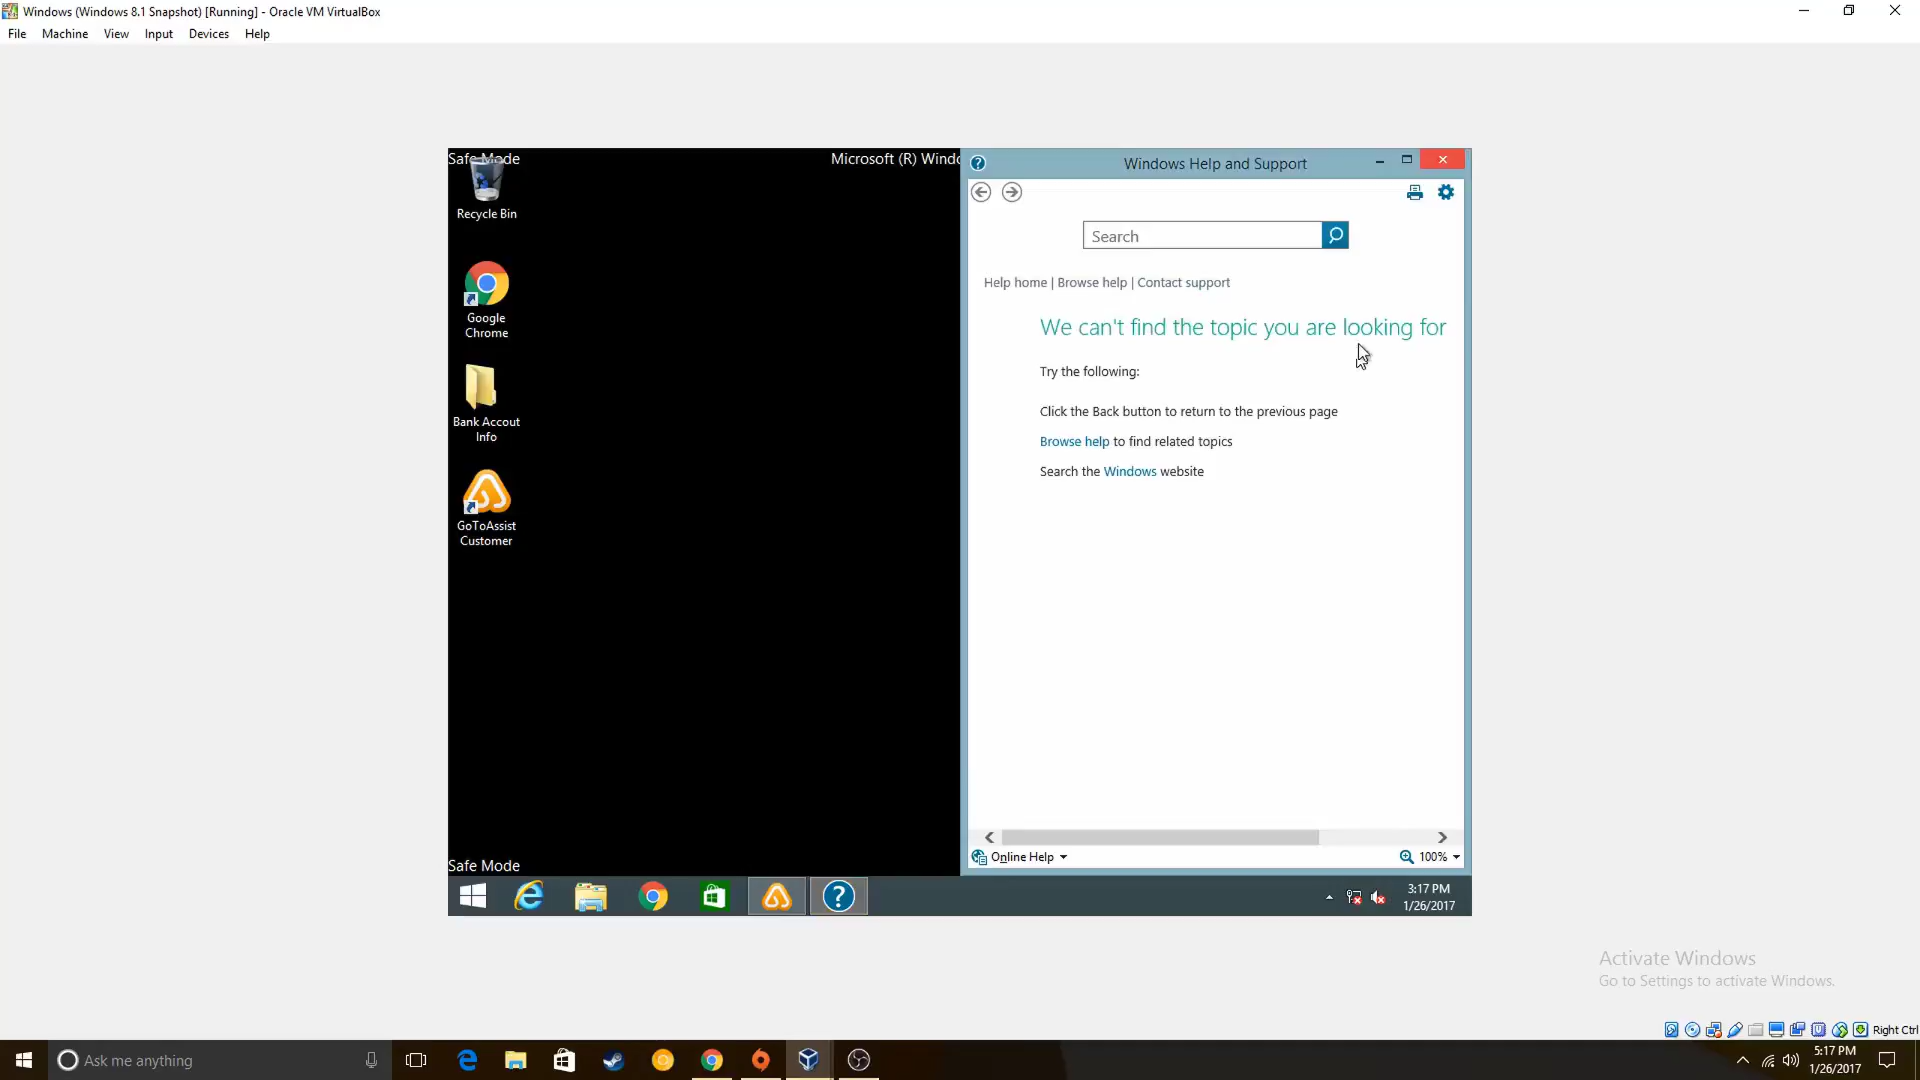 Windows (Windows 8.1 Snapshot) [Running] - Oracle VM VirtualBox
File Machine View Input Devices Help
Safe Mode
Microsoft (R) Windo
Windows Help and Support
Recycle Bin
Search
Help home | Browse help | Contact support
Google
Chrome
We can't find the topic you are looking for
Try the following:
Click the Back button to return to the previous page
Bank Accout
Info
Browse help to find related topics
Search the Windows website
GoToAssist
Customer
Online Help
100%
Safe Mode
3:17 PM
1/26/2017
Activate Windows
Go to Settings to activate Windows.
Right Ctrl
Ask me anything
5:17 PM
1/26/2017